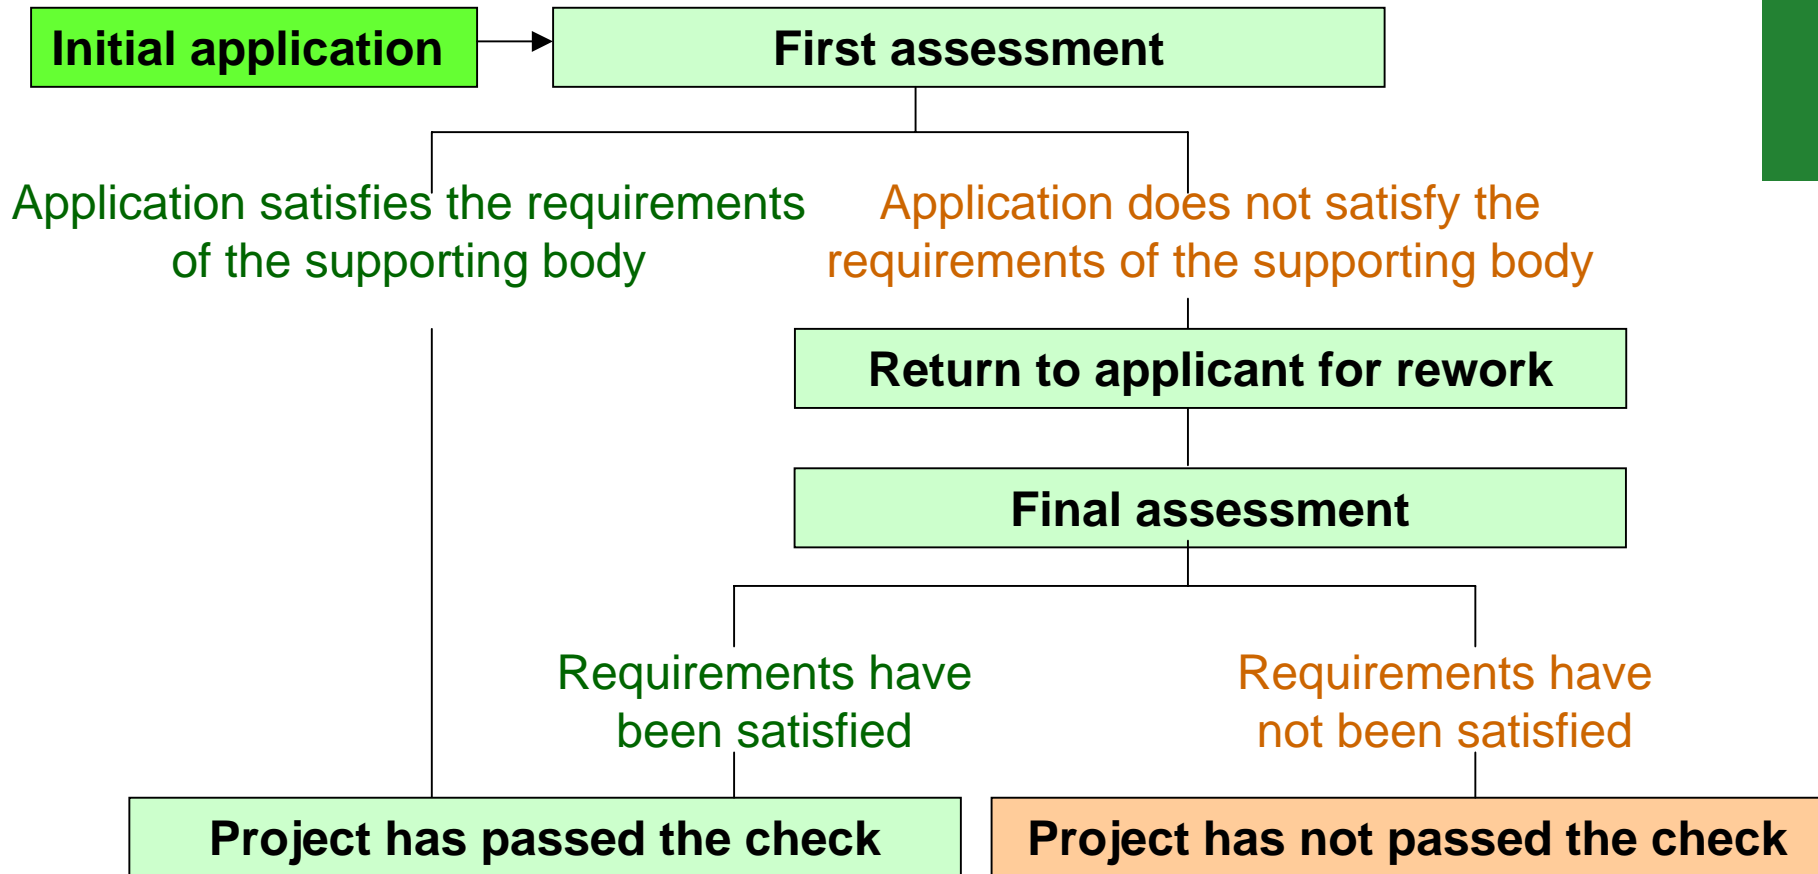 Initial application
First assessment
Application satisfies the requirements
of the supporting body
Application does not satisfy the
requirements of the supporting body
Return to applicant for rework
Final assessment
Requirements have
been satisfied
Requirements have
not been satisfied
Project has passed the check
Project has not passed the check